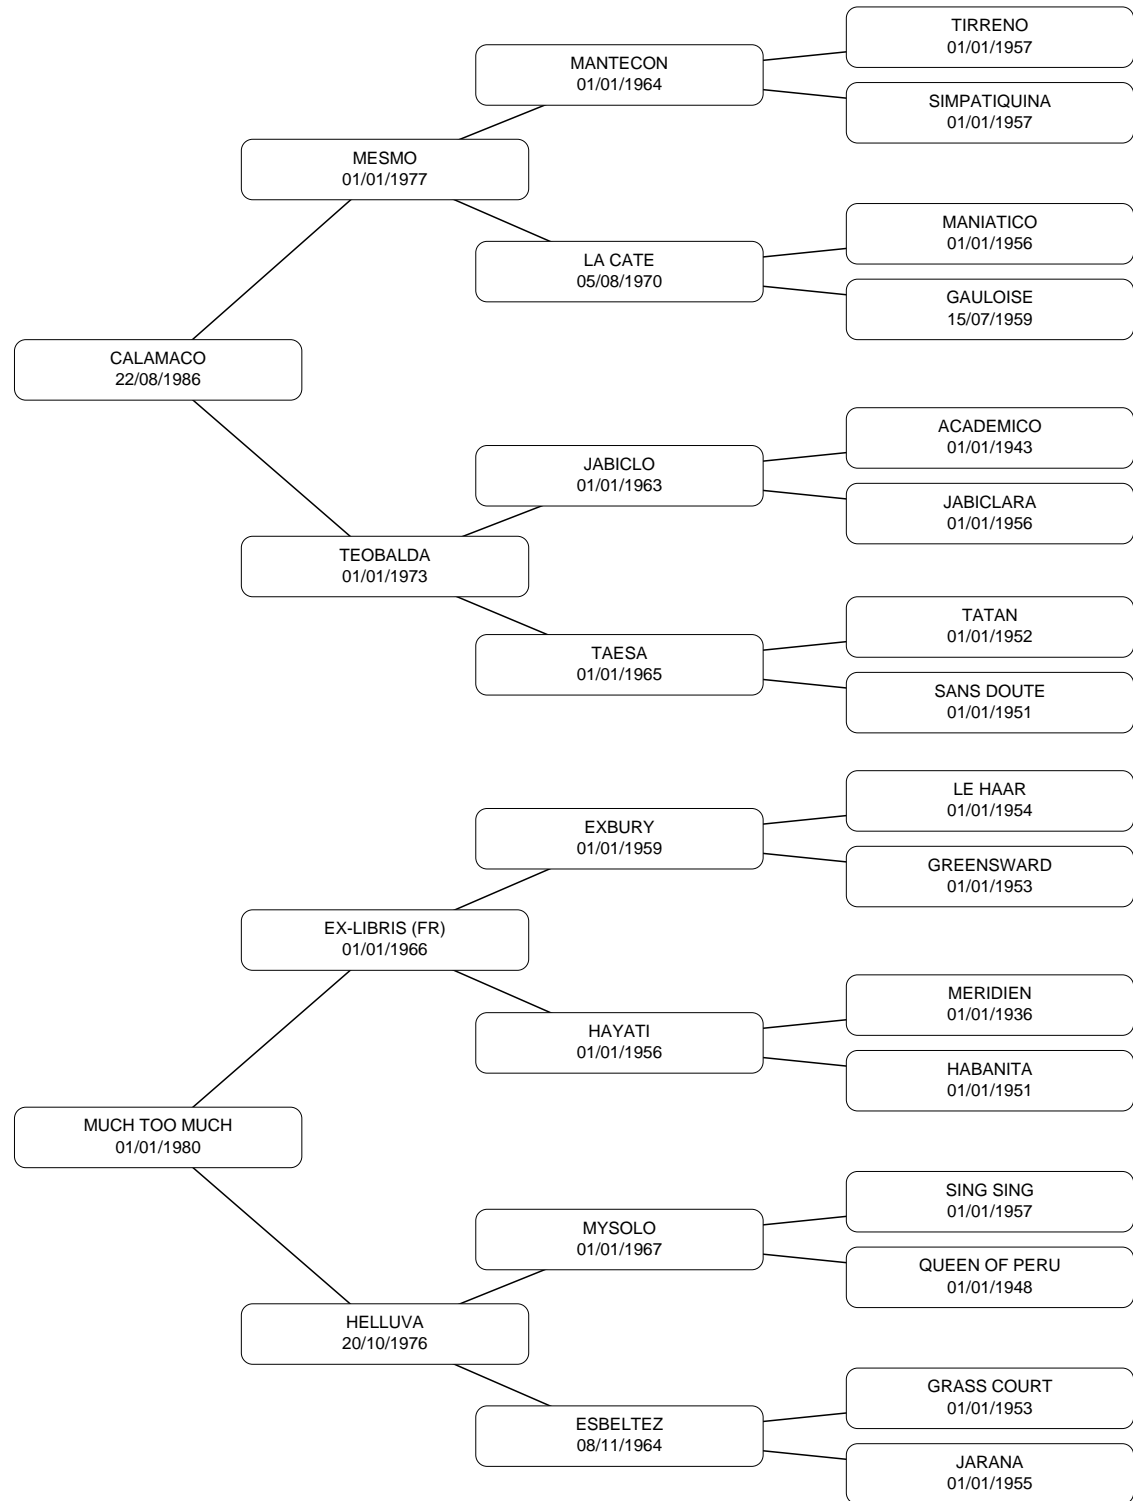 TIRRENO
01/01/1957
MANTECON
01/01/1964
SIMPATIQUINA
01/01/1957
MESMO
01/01/1977
MANIATICO
01/01/1956
LA CATE
05/08/1970
GAULOISE
15/07/1959
CALAMACO
22/08/1986
ACADEMICO
01/01/1943
JABICLO
01/01/1963
JABICLARA
01/01/1956
TEOBALDA
01/01/1973
TATAN
01/01/1952
TAESA
01/01/1965
SANS DOUTE
01/01/1951
LE HAAR
01/01/1954
EXBURY
01/01/1959
GREENSWARD
01/01/1953
EX-LIBRIS (FR)
01/01/1966
MERIDIEN
01/01/1936
HAYATI
01/01/1956
HABANITA
01/01/1951
MUCH TOO MUCH
01/01/1980
SING SING
01/01/1957
MYSOLO
01/01/1967
QUEEN OF PERU
01/01/1948
HELLUVA
20/10/1976
GRASS COURT
01/01/1953
ESBELTEZ
08/11/1964
JARANA
01/01/1955